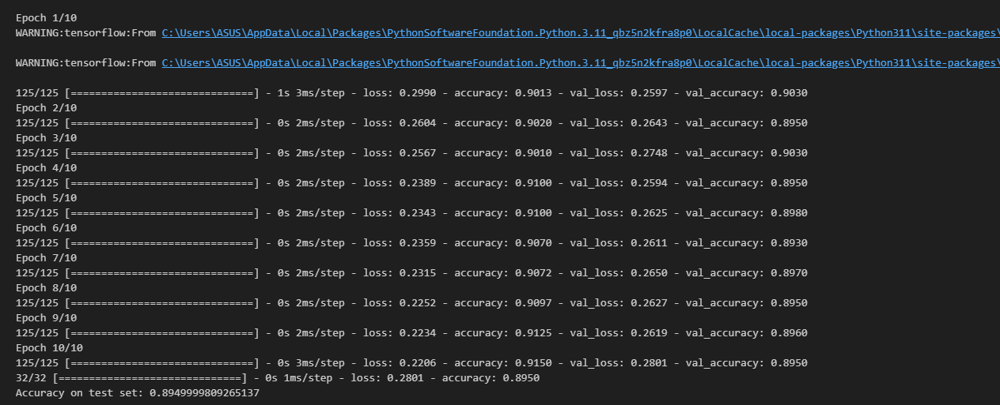 Epoch 1/10
WARNING:tensorflow:From C:\Users\ASUS\AppData\Local\Packages\PythonSoftwareFoundation.Python.3.11_qbz5n2kfra8p0\LocalCache\local-packages\Python311\site-packages\
WARNING:tensorflow:From C:\Users\ASUS\AppData\Local\Packages\PythonSoftwareFoundation.Python.3.11_qbz5n2kfra8p0\LocalCache\local-packages\Python311\site-packages\
125/125 [==============================] - 1s 3ms/step - loss: 0.2990 - accuracy: 0.9013 - val_loss: 0.2597 - val_accuracy: 0.9030
Epoch 2/10
125/125 [==============================] - 0s 2ms/step - loss: 0.2604 - accuracy: 0.9020 - val_loss: 0.2643 - val_accuracy: 0.8950
Epoch 3/10
125/125 [==============================] - 0s 2ms/step - loss: 0.2567 - accuracy: 0.9010 - val_loss: 0.2748 - val_accuracy: 0.9030
Epoch 4/10
125/125 [==============================] - 0s 2ms/step - loss: 0.2389 - accuracy: 0.9100 - val_loss: 0.2594 - val_accuracy: 0.8950
Epoch 5/10
125/125 [==============================] - 0s 2ms/step - loss: 0.2343 - accuracy: 0.9100 - val_loss: 0.2625 - val_accuracy: 0.8980
Epoch 6/10
125/125 [==============================] - 0s 2ms/step - loss: 0.2359 - accuracy: 0.9070 - val_loss: 0.2611 - val_accuracy: 0.8930
Epoch 7/10
125/125 [==============================] - 0s 2ms/step - loss: 0.2315 - accuracy: 0.9072 - val_loss: 0.2650 - val_accuracy: 0.8970
Epoch 8/10
125/125 [==============================] - 0s 2ms/step - loss: 0.2252 - accuracy: 0.9097 - val_loss: 0.2627 - val_accuracy: 0.8950
Epoch 9/10
125/125 [==============================] - 0s 2ms/step - loss: 0.2234 - accuracy: 0.9125 - val_loss: 0.2619 - val_accuracy: 0.8960
Epoch 10/10
125/125 [==============================] - 0s 3ms/step - loss: 0.2206 - accuracy: 0.9150 - val_loss: 0.2801 - val_accuracy: 0.8950
32/32 [==============================] - 0s 1ms/step - loss: 0.2801 - accuracy: 0.8950
Accuracy on test set: 0.8949999809265137